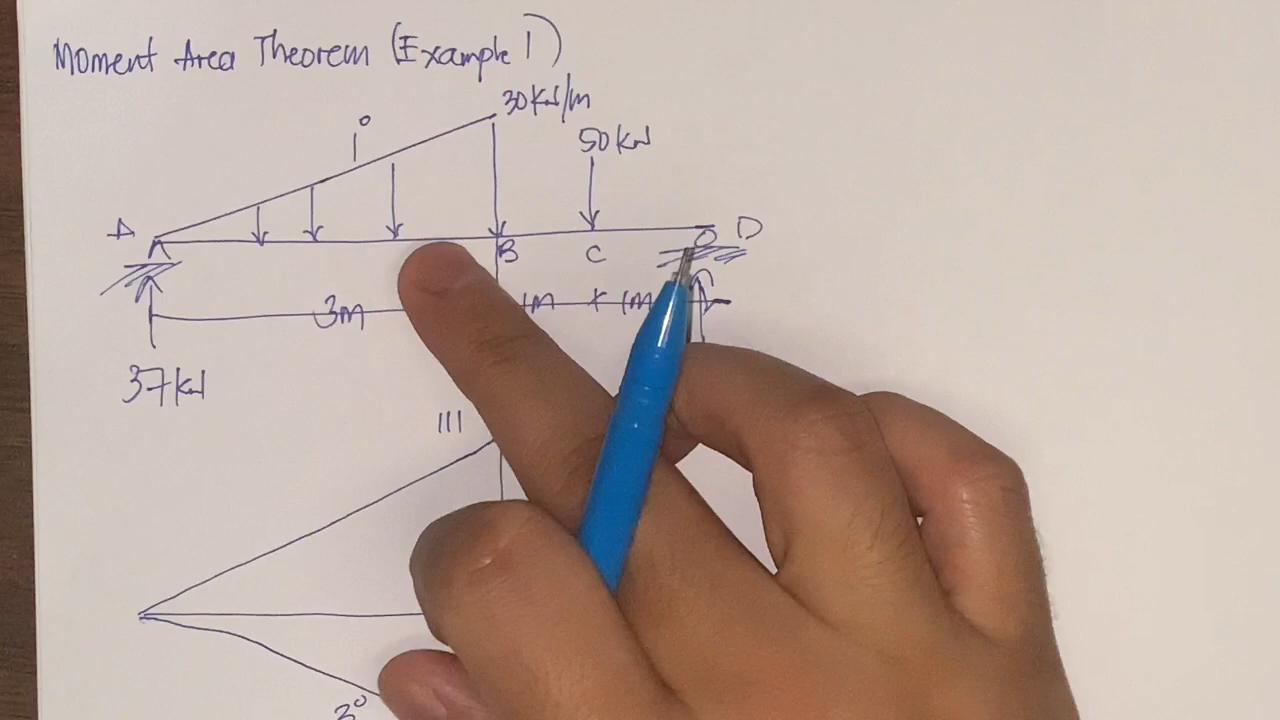 Moment Area Theorem (Example 1)
30kN/m
1°
50kN
A
B
C
D
3m
1m
1m
37kN
111
3°